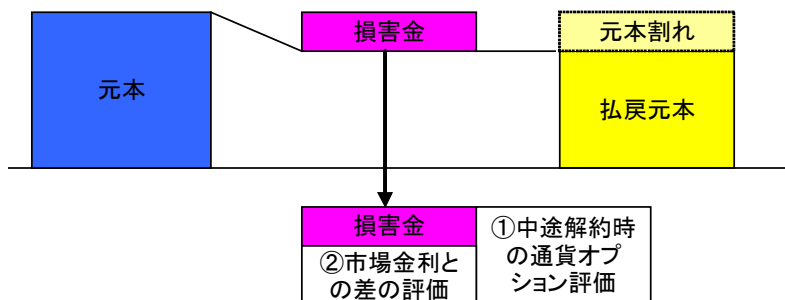 損害金
元本割れ
元本
払戻元本
損害金
①中途解約時
の通貨オプ
ション評価
②市場金利と
の差の評価